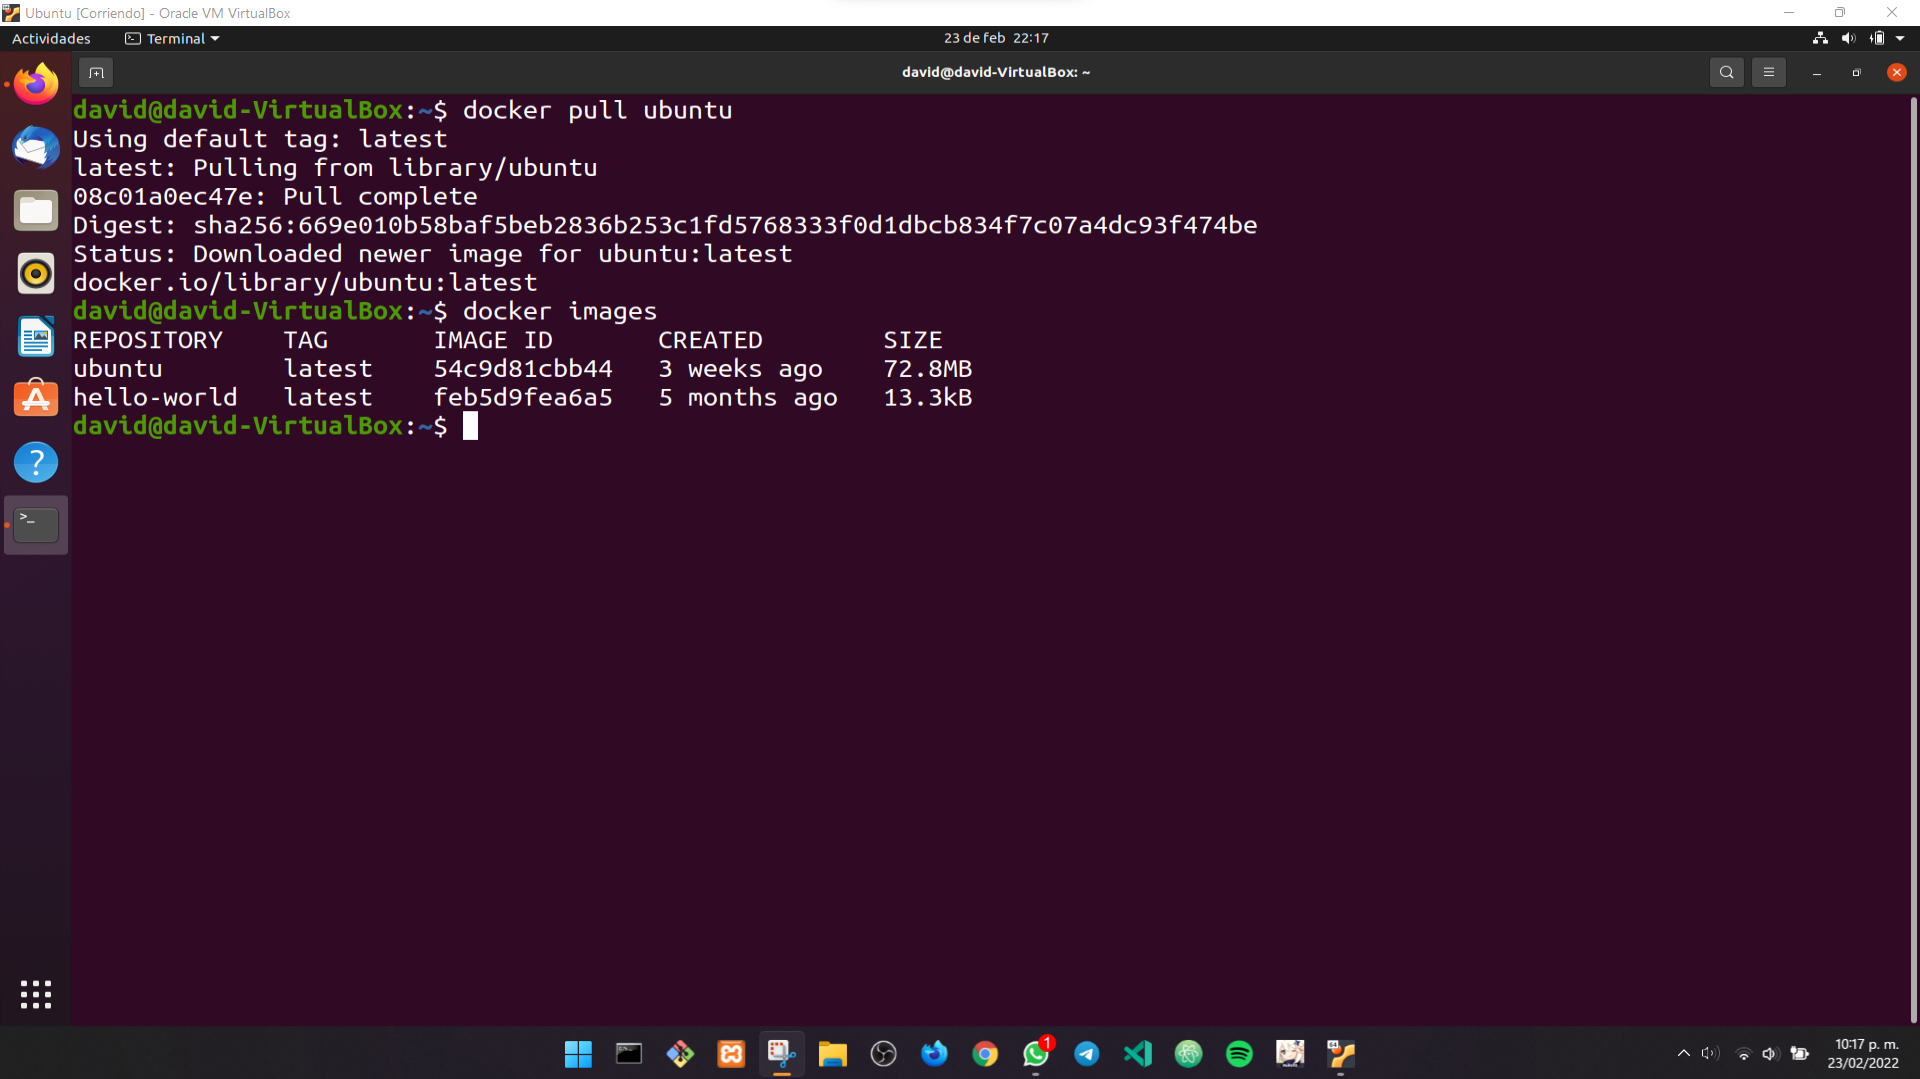 Ubuntu [Corriendo] - Oracle VM VirtualBox
Actividades Terminal 23 de feb 22:17
david@david-VirtualBox: ~
david@david-VirtualBox:~$ docker pull ubuntu
Using default tag: latest
latest: Pulling from library/ubuntu
08c01a0ec47e: Pull complete
Digest: sha256:669e010b58baf5beb2836b253c1fd5768333f0d1dbcb834f7c07a4dc93f474be
Status: Downloaded newer image for ubuntu:latest
docker.io/library/ubuntu:latest
david@david-VirtualBox:~$ docker images
REPOSITORY TAG IMAGE ID CREATED SIZE
ubuntu latest 54c9d81cbb44 3 weeks ago 72.8MB
hello-world latest feb5d9fea6a5 5 months ago 13.3kB
david@david-VirtualBox:~$
1
10:17 p. m.
23/02/2022